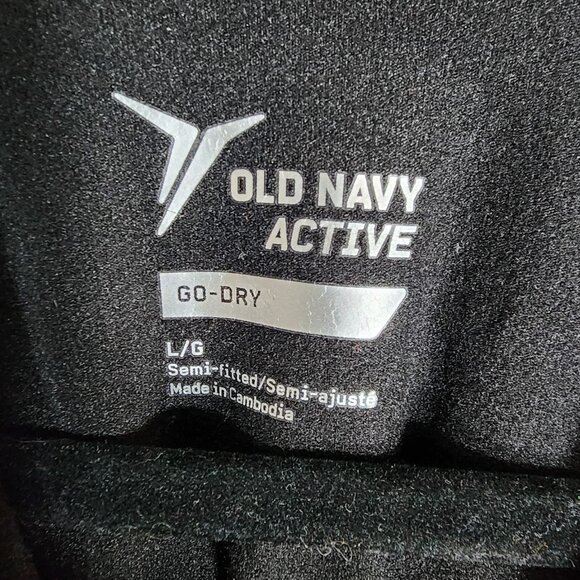 OLD NAVY
ACTIVE
GO-DRY
L/G
Semi-fitted/Semi-ajusté
Made in Cambodia